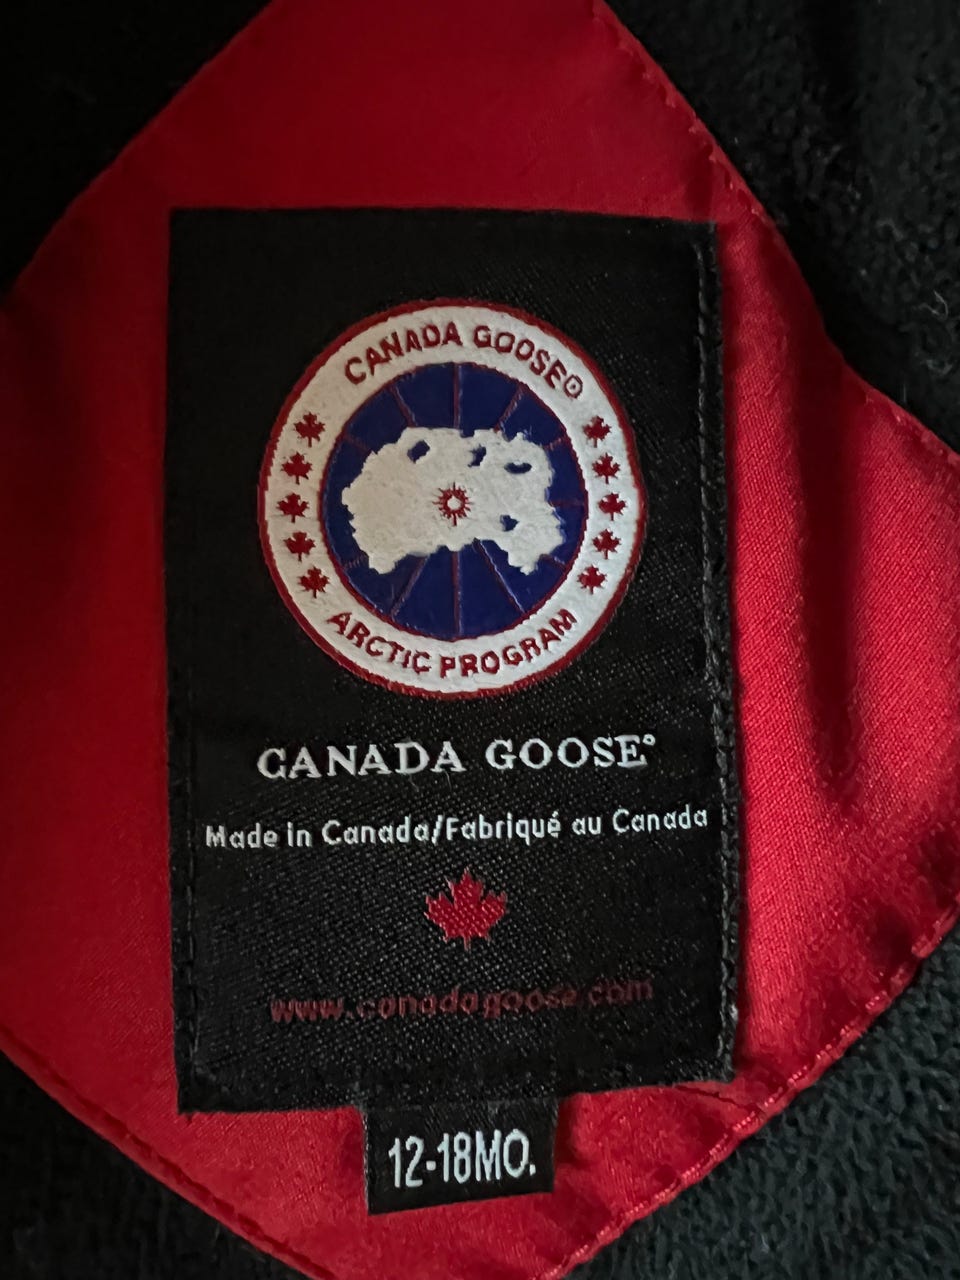 CANADA GOOSE®
ARCTIC PROGRAM
CANADA GOOSE®
Made in Canada/Fabriqué au Canada
www.canadagoose.com
12-18MO.